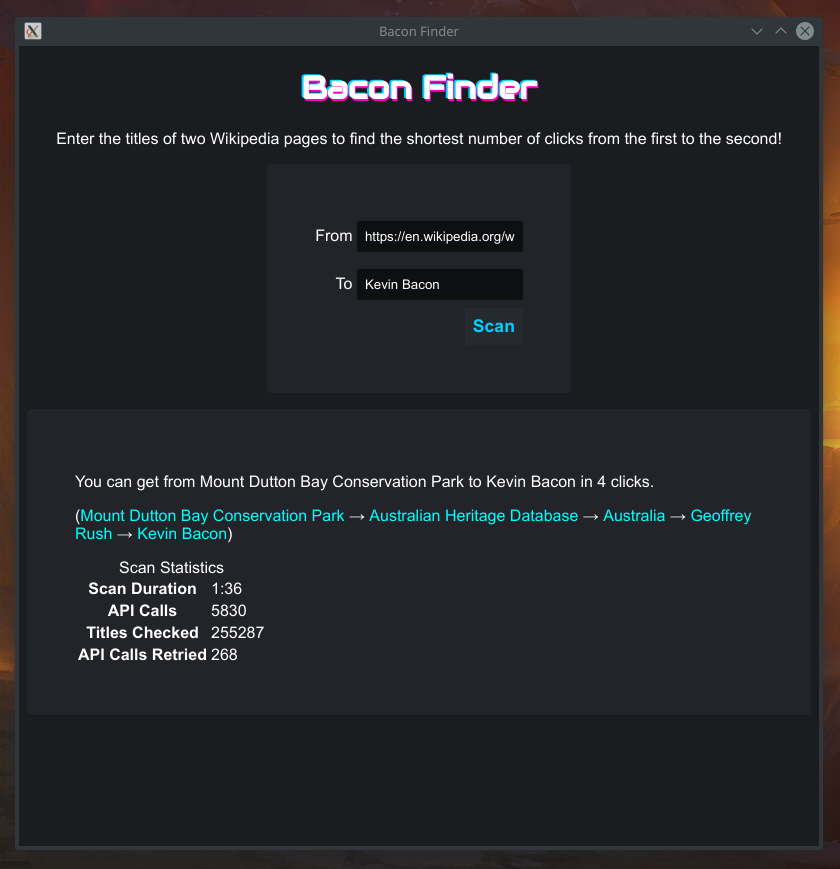 Bacon Finder
Bacon Finder
Enter the titles of two Wikipedia pages to find the shortest number of clicks from the first to the second!
From https://en.wikipedia.org/w
To Kevin Bacon
Scan
You can get from Mount Dutton Bay Conservation Park to Kevin Bacon in 4 clicks.
(Mount Dutton Bay Conservation Park → Australian Heritage Database → Australia → Geoffrey
Rush → Kevin Bacon)
Scan Statistics
Scan Duration 1:36
API Calls 5830
Titles Checked 255287
API Calls Retried 268